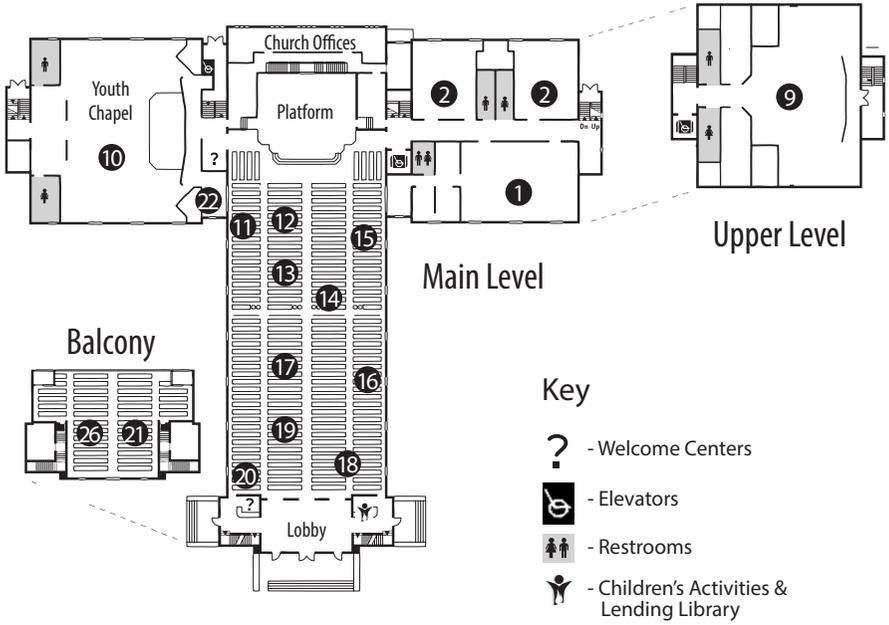 Church Offices
Youth
Chapel
Platform
2
2
9
10
?
1
22
11
12
15
Dn Up
Upper Level
13
Main Level
14
Balcony
17
16
26
21
19
18
20
?
Lobby
Key
? - Welcome Centers
- Elevators
- Restrooms
- Children's Activities &
Lending Library